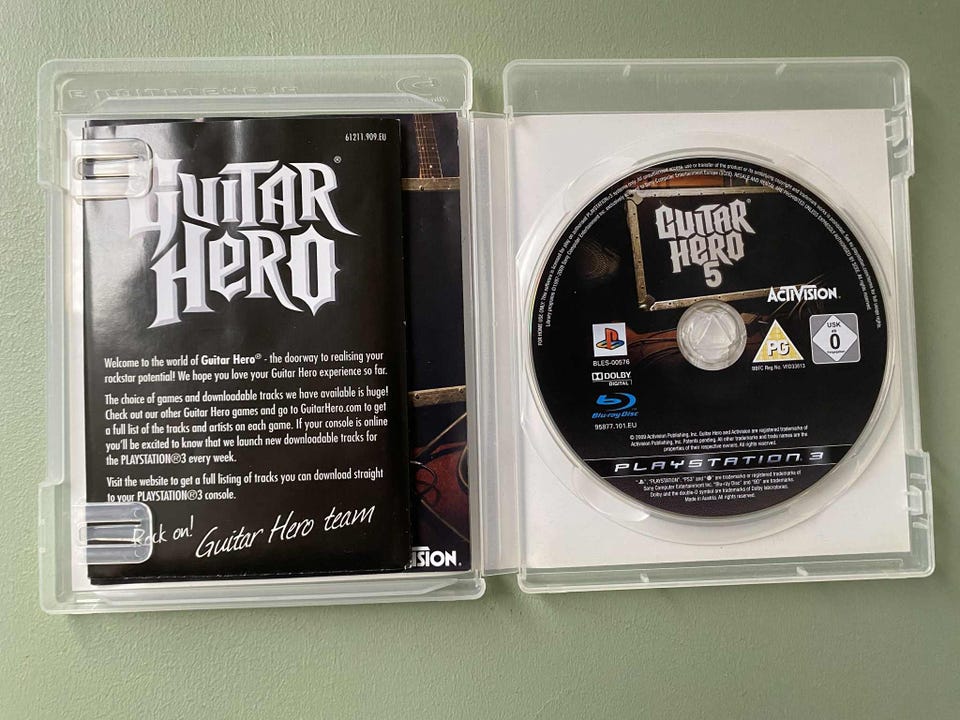 61211.909.EU
GUITAR®
HERO
Welcome to the world of Guitar Hero® - the doorway to realising your
rockstar potential! We hope you love your Guitar Hero experience so far.
The choice of games and downloadable tracks we have available is huge!
Check out our other Guitar Hero games and go to GuitarHero.com to get
a full list of the tracks and artists on each game. If your console is online
you'll be excited to know that we launch new downloadable tracks for
the PLAYSTATION®3 every week.
Visit the website to get a full listing of tracks you can download straight
to your PLAYSTATION®3 console.
Rock on!
Guitar Hero team
ISION.
GUITAR®
HERO
5
ACTIVISION.
BLES-00576
DOLBY
DIGITAL
Blu-ray Disc
95877.101.EU
PG
USK
ab
0
freigegeben
© 2009 Activision Publishing, Inc. Guitar Hero and Activision are registered trademarks of
Activision Publishing, Inc. Patents pending. All other trademarks and trade names are the
properties of their respective owners. All rights reserved.
PLAYSTATION 3
Sony Computer Entertainment Inc. "Blu-ray Disc" and "BD" are trademarks.
Dolby and the double-D symbol are trademarks of Dolby laboratories.
Made in Austria. All rights reserved.